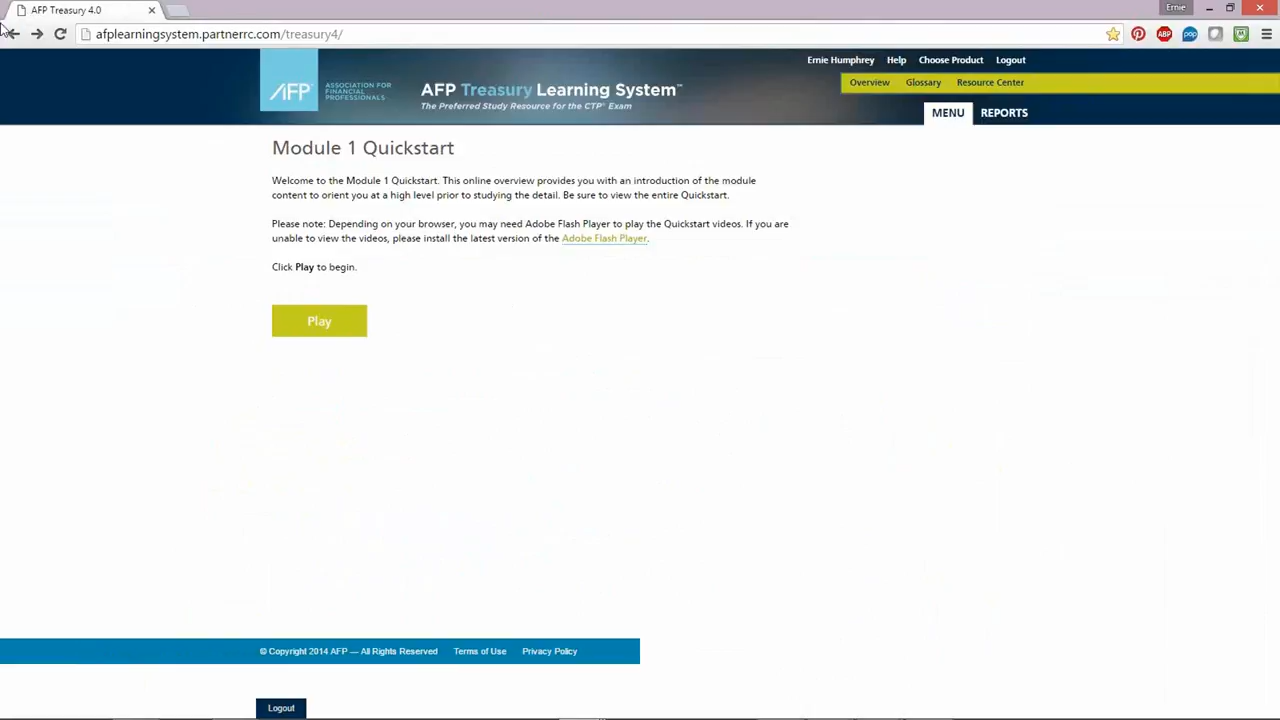 AFP Treasury 4.0
Ernie
afplearningsystem.partnerrc.com/treasury4/
ABP
pop
Ernie Humphrey Help Choose Product Logout
AFP
ASSOCIATION FOR
FINANCIAL
PROFESSIONALS
AFP Treasury Learning System™
The Preferred Study Resource for the CTP® Exam
Overview Glossary Resource Center
MENU REPORTS
Module 1 Quickstart
Welcome to the Module 1 Quickstart. This online overview provides you with an introduction of the module
content to orient you at a high level prior to studying the detail. Be sure to view the entire Quickstart.
Please note: Depending on your browser, you may need Adobe Flash Player to play the Quickstart videos. If you are
unable to view the videos, please install the latest version of the Adobe Flash Player.
Click Play to begin.
Play
© Copyright 2014 AFP — All Rights Reserved Terms of Use Privacy Policy
Logout